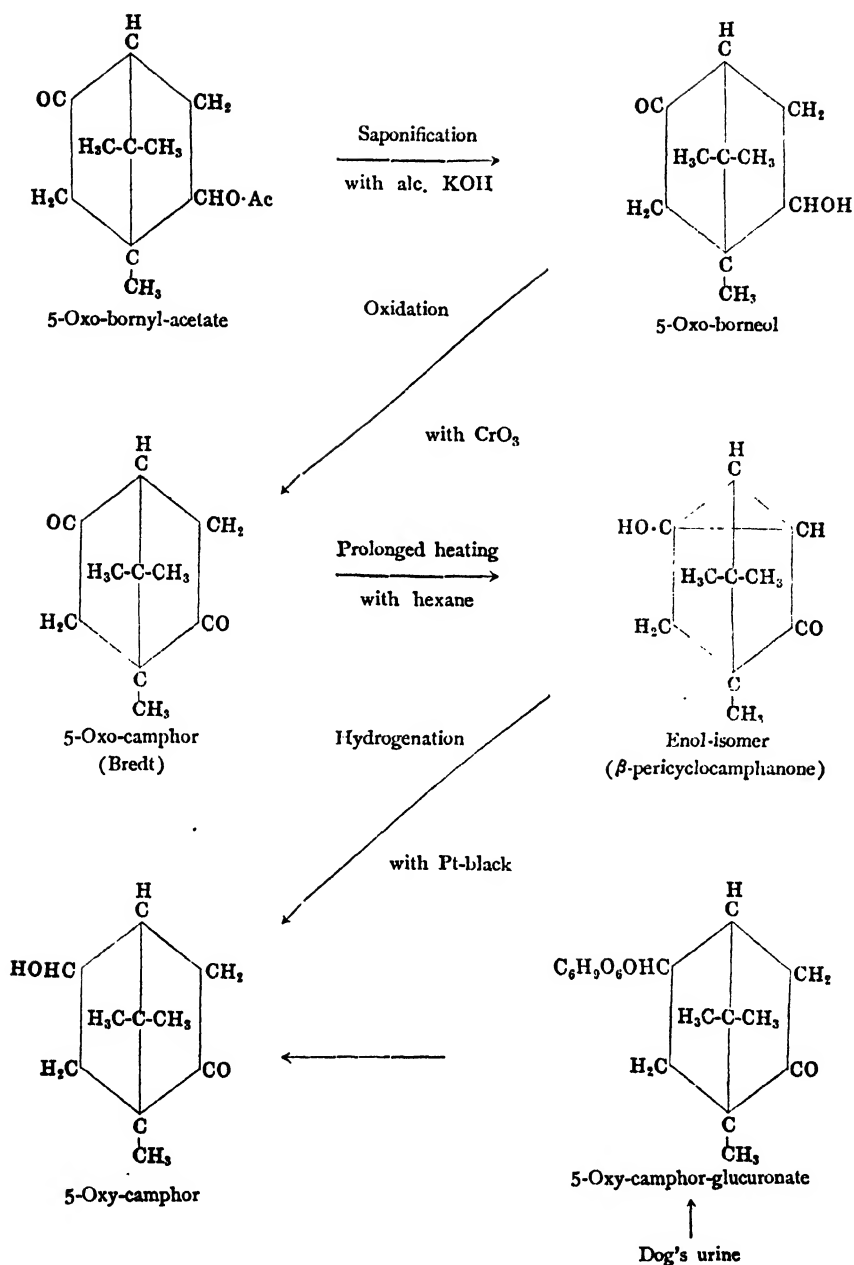 H
C
OC
CH₂
H₃C-C-CH₃
H₂C
CHO·Ac
C
CH₃
5-Oxo-bornyl-acetate
Saponification
with alc. KOH
H
C
OC
CH₂
H₃C-C-CH₃
H₂C
CHOH
C
CH₃
5-Oxo-borneol
Oxidation
with CrO₃
H
C
OC
CH₂
H₃C-C-CH₃
H₂C
CO
C
CH₃
5-Oxo-camphor
(Bredt)
Prolonged heating
with hexane
H
C
HO·C
CH
H₃C-C-CH₃
H₂C
CO
C
CH₃
Enol-isomer
(β-pericyclocamphanone)
Hydrogenation
with Pt-black
H
C
HOHC
CH₂
H₃C-C-CH₃
H₂C
CO
C
CH₃
5-Oxy-camphor
H
C
C₆H₉O₆OHC
CH₂
H₃C-C-CH₃
H₂C
CO
C
CH₃
5-Oxy-camphor-glucuronate
Dog's urine